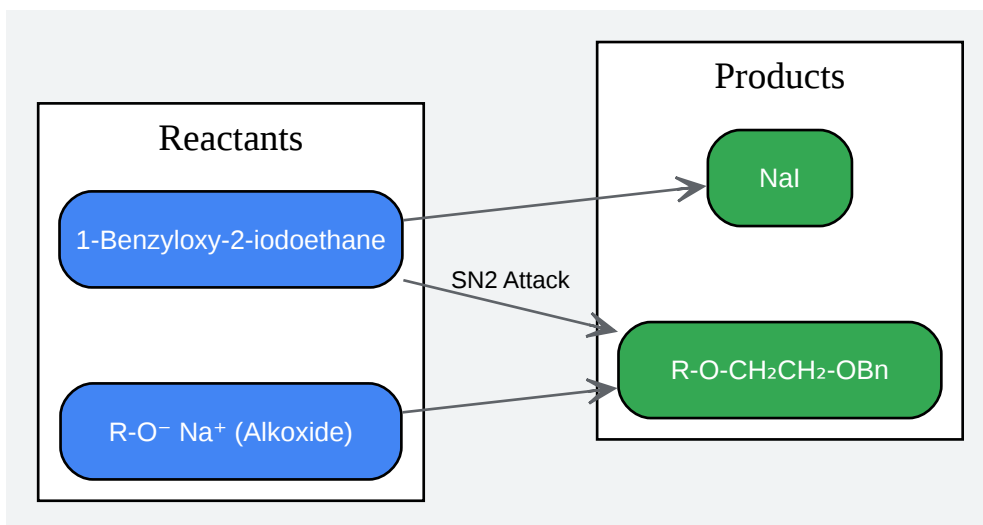 Reactants
1-Benzyloxy-2-iodoethane
R-O⁻ Na⁺ (Alkoxide)
SN2 Attack
Products
NaI
R-O-CH₂CH₂-OBn